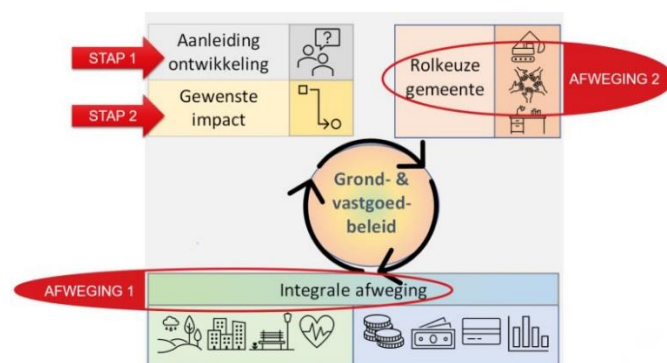 STAP 1
Aanleiding
ontwikkeling
?
STAP 2
Gewenste
impact
Rolkeuze
gemeente
AFWEGING 2
Grond- &
vastgoed-
beleid
AFWEGING 1
Integrale afweging